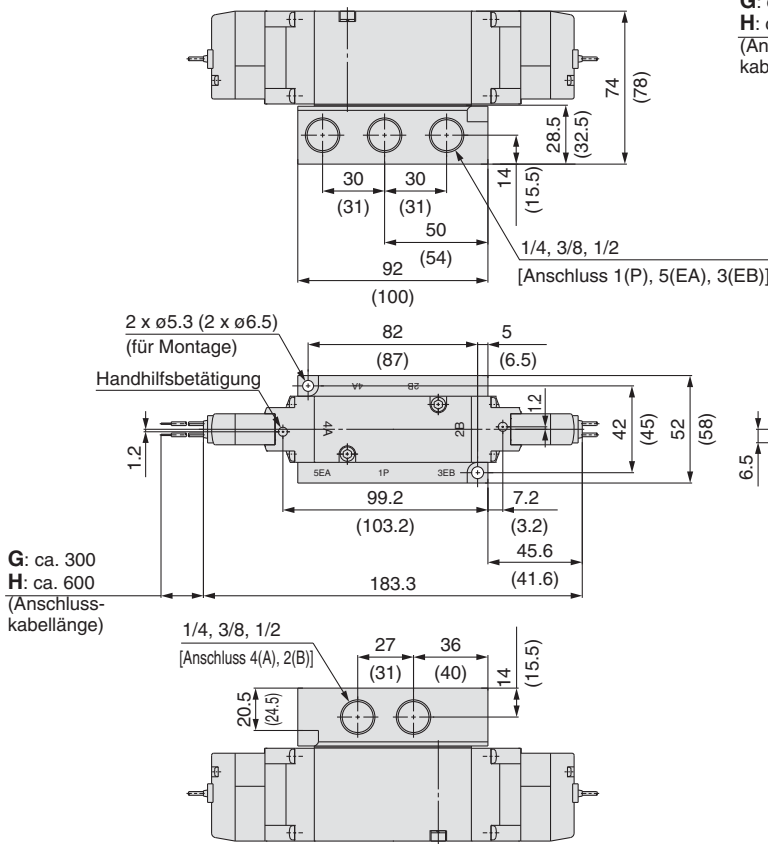 G:
H:
(An
kab
74
(78)
28.5
(32.5)
14
(15.5)
30
30
(31)
(31)
50
(54)
92
(100)
1/4, 3/8, 1/2
[Anschluss 1(P), 5(EA), 3(EB)]
2 x ø5.3 (2 x ø6.5)
(für Montage)
82
5
(87)
(6.5)
Handhilfsbetätigung
4A
2B
1.2
4A
2B
1.2
42
(45)
52
(58)
6.5
5EA
1P
3EB
99.2
7.2
(103.2)
(3.2)
45.6
(41.6)
183.3
G: ca. 300
H: ca. 600
(Anschluss-
kabellänge)
1/4, 3/8, 1/2
[Anschluss 4(A), 2(B)]
27
36
(31)
(40)
14
(15.5)
20.5
(24.5)